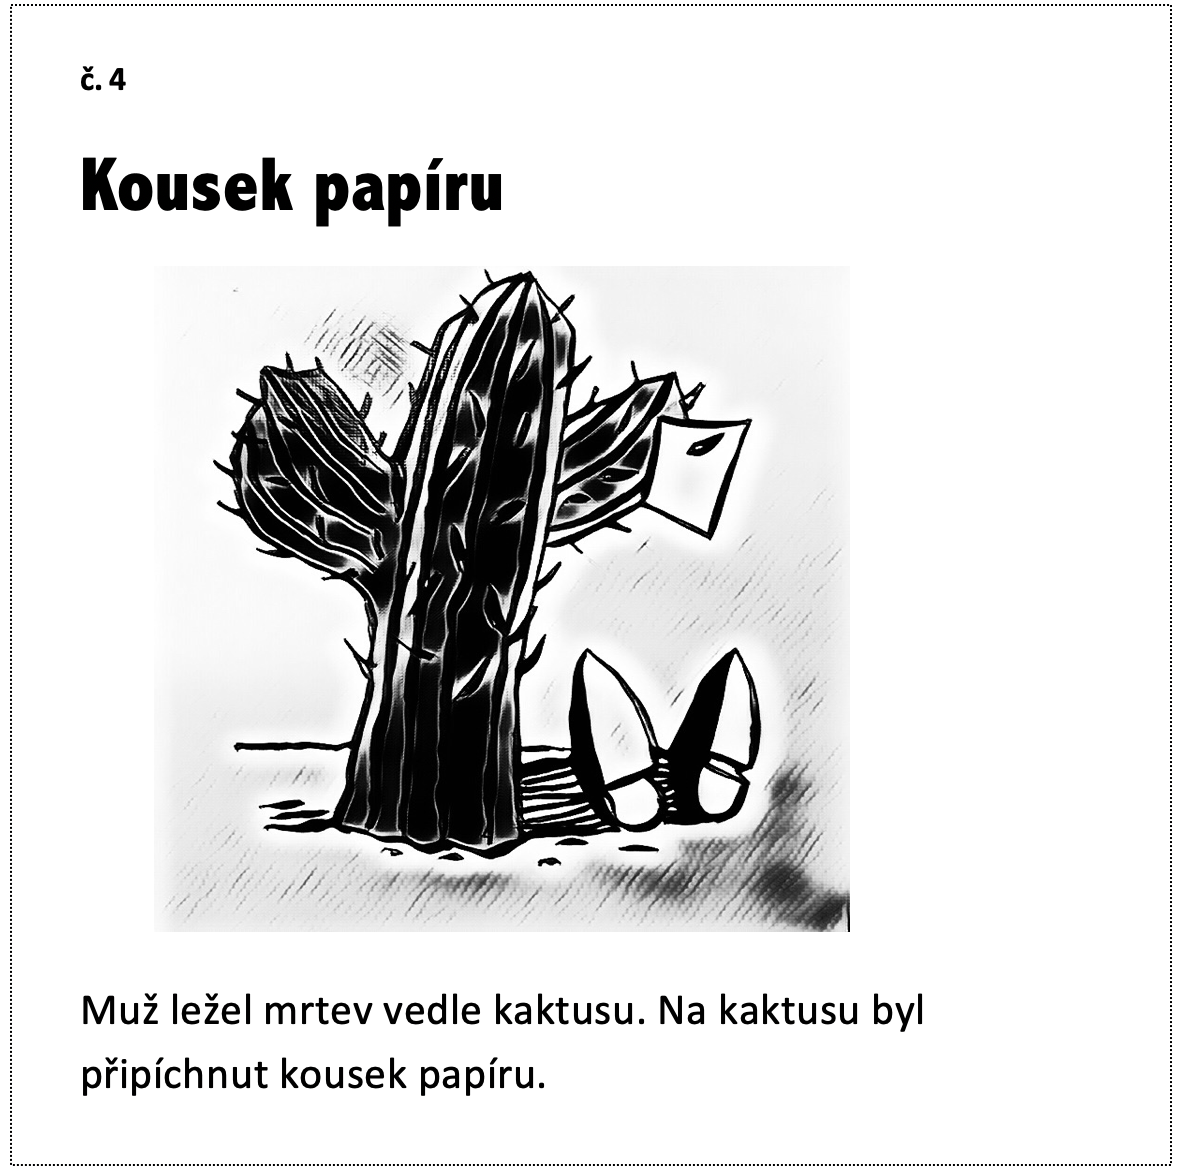 č. 4
Kousek papíru
Muž ležel mrtev vedle kaktusu. Na kaktusu byl
připíchnut kousek papíru.